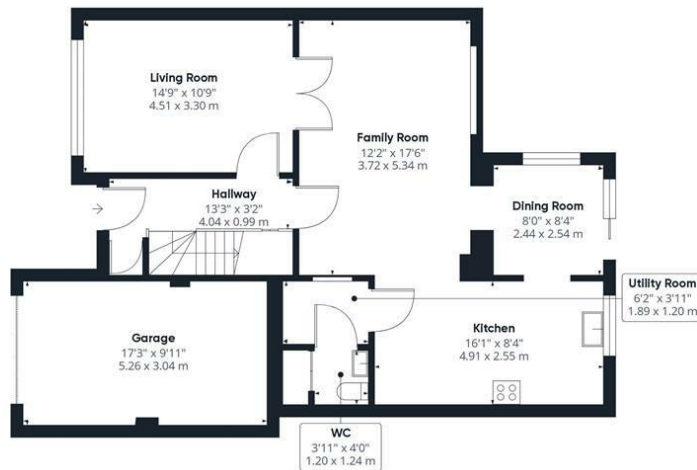 Living Room
14'9" x 10'9"
4.51 x 3.30 m
Family Room
12'2" x 17'6"
3.72 x 5.34 m
Hallway
13'3" x 3'2"
4.04 x 0.99 m
Dining Room
8'0" x 8'4"
2.44 x 2.54 m
Utility Room
6'2" x 3'11"
1.89 x 1.20 m
Kitchen
16'1" x 8'4"
4.91 x 2.55 m
Garage
17'3" x 9'11"
5.26 x 3.04 m
WC
3'11" x 4'0"
1.20 x 1.24 m